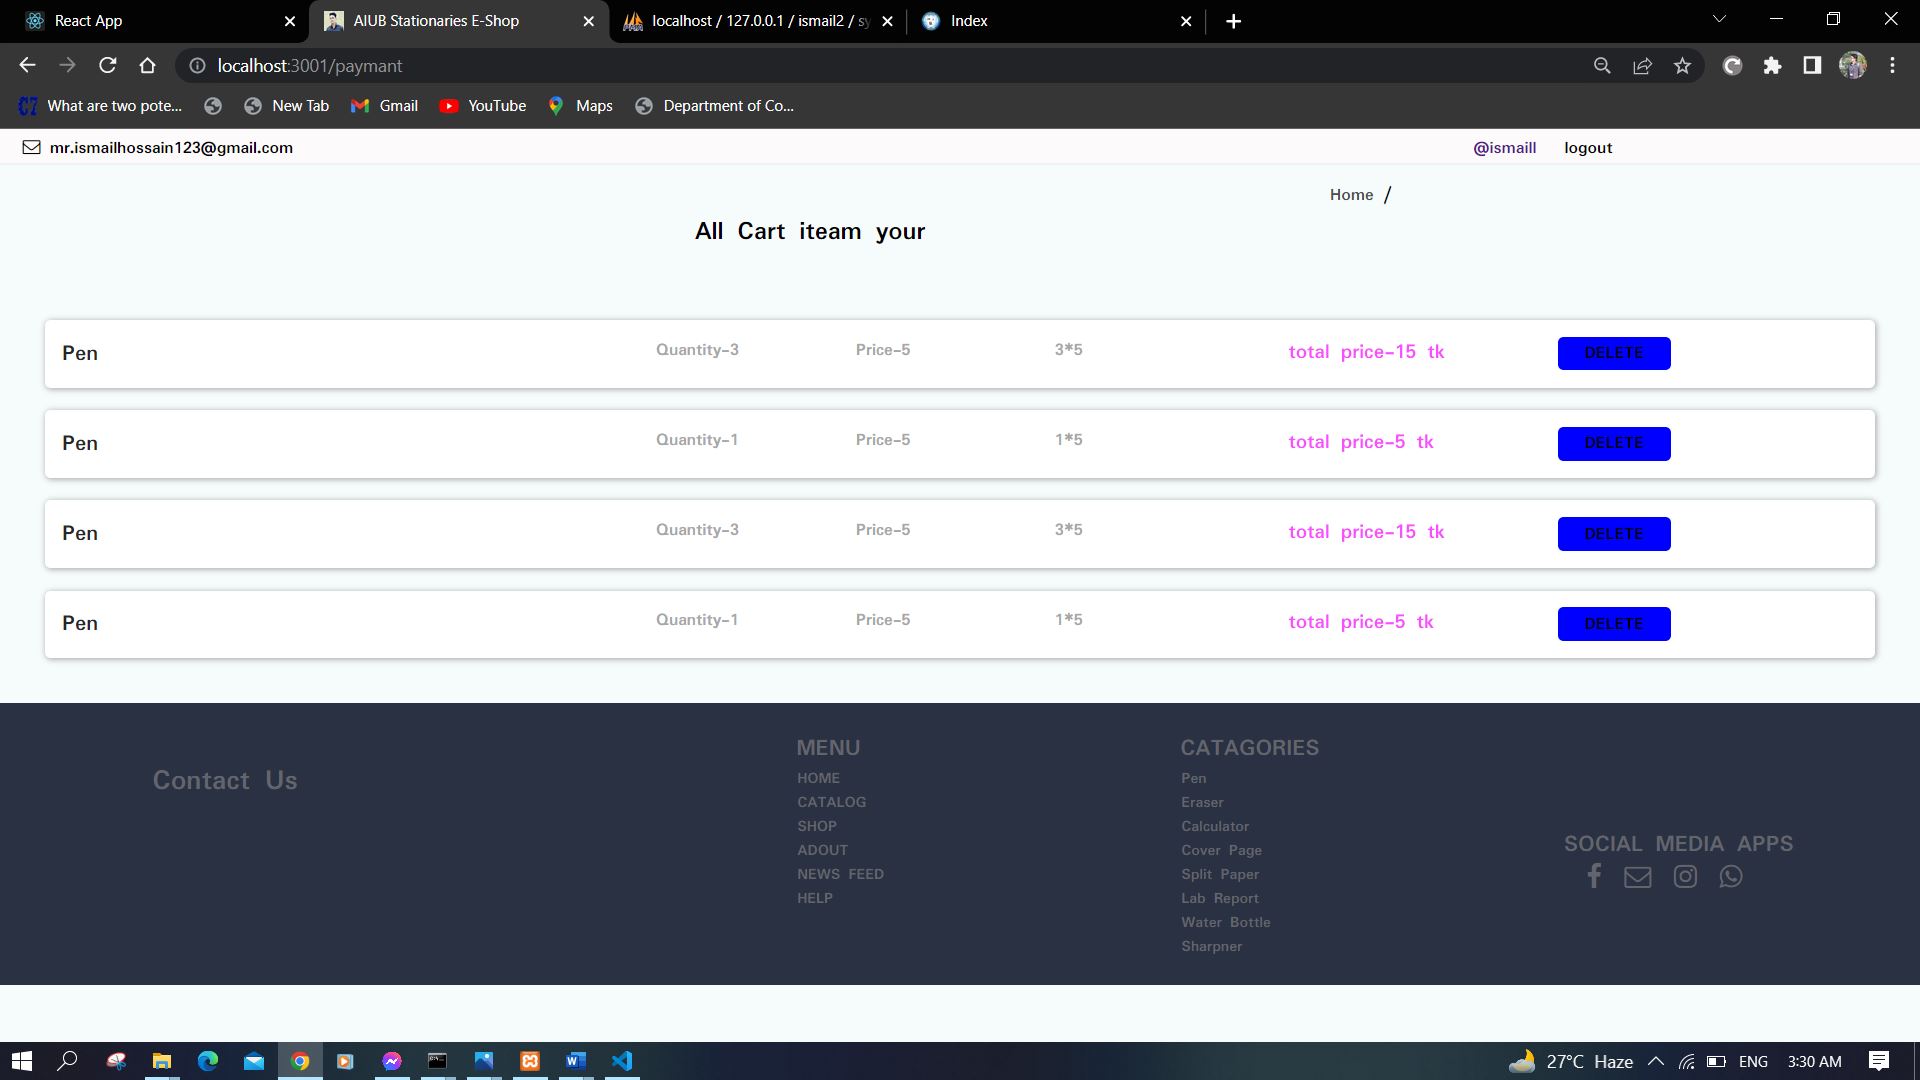 React App
AIUB Stationaries E-Shop
localhost / 127.0.0.1 / ismail2 / sy
Index
localhost:3001/paymant
What are two pote...
New Tab
Gmail
YouTube
Maps
Department of Co...
mr.ismailhossain123@gmail.com
@ismaill
logout
Home /
All Cart iteam your
Pen Quantity-3 Price-5 3*5 total price-15 tk DELETE
Pen Quantity-1 Price-5 1*5 total price-5 tk DELETE
Pen Quantity-3 Price-5 3*5 total price-15 tk DELETE
Pen Quantity-1 Price-5 1*5 total price-5 tk DELETE
Contact Us
MENU
HOME
CATALOG
SHOP
ADOUT
NEWS FEED
HELP
CATAGORIES
Pen
Eraser
Calculator
Cover Page
Split Paper
Lab Report
Water Bottle
Sharpner
SOCIAL MEDIA APPS
27°C Haze
ENG
3:30 AM